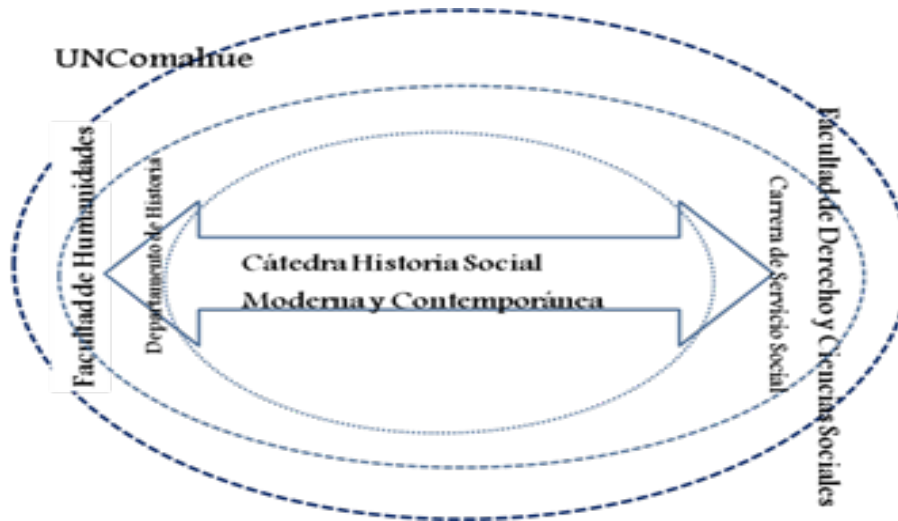 UNComahue
Facultad de Humanidades
Departamento de Historia
Cátedra Historia Social
Moderna y Contemporánea
Carrera de Servicio Social
Facultad de Derecho y Ciencias Sociales